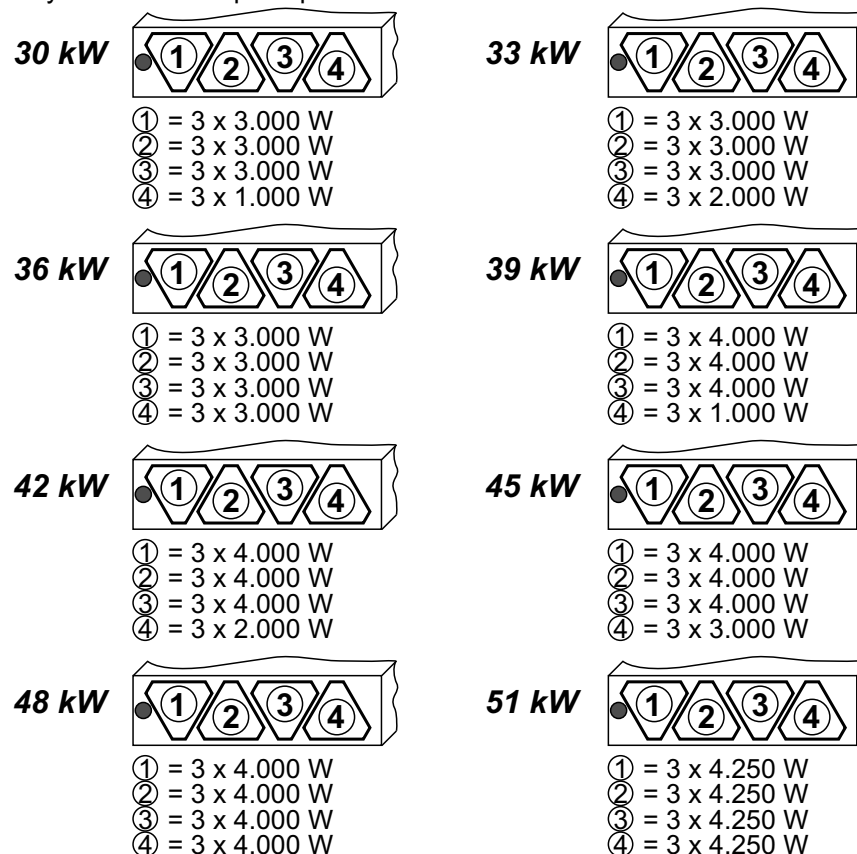 30 kW
1 2 3 4
① = 3 x 3.000 W
② = 3 x 3.000 W
③ = 3 x 3.000 W
④ = 3 x 1.000 W
33 kW
1 2 3 4
① = 3 x 3.000 W
② = 3 x 3.000 W
③ = 3 x 3.000 W
④ = 3 x 2.000 W
36 kW
1 2 3 4
① = 3 x 3.000 W
② = 3 x 3.000 W
③ = 3 x 3.000 W
④ = 3 x 3.000 W
39 kW
1 2 3 4
① = 3 x 4.000 W
② = 3 x 4.000 W
③ = 3 x 4.000 W
④ = 3 x 1.000 W
42 kW
1 2 3 4
① = 3 x 4.000 W
② = 3 x 4.000 W
③ = 3 x 4.000 W
④ = 3 x 2.000 W
45 kW
1 2 3 4
① = 3 x 4.000 W
② = 3 x 4.000 W
③ = 3 x 4.000 W
④ = 3 x 3.000 W
48 kW
1 2 3 4
① = 3 x 4.000 W
② = 3 x 4.000 W
③ = 3 x 4.000 W
④ = 3 x 4.000 W
51 kW
1 2 3 4
① = 3 x 4.250 W
② = 3 x 4.250 W
③ = 3 x 4.250 W
④ = 3 x 4.250 W